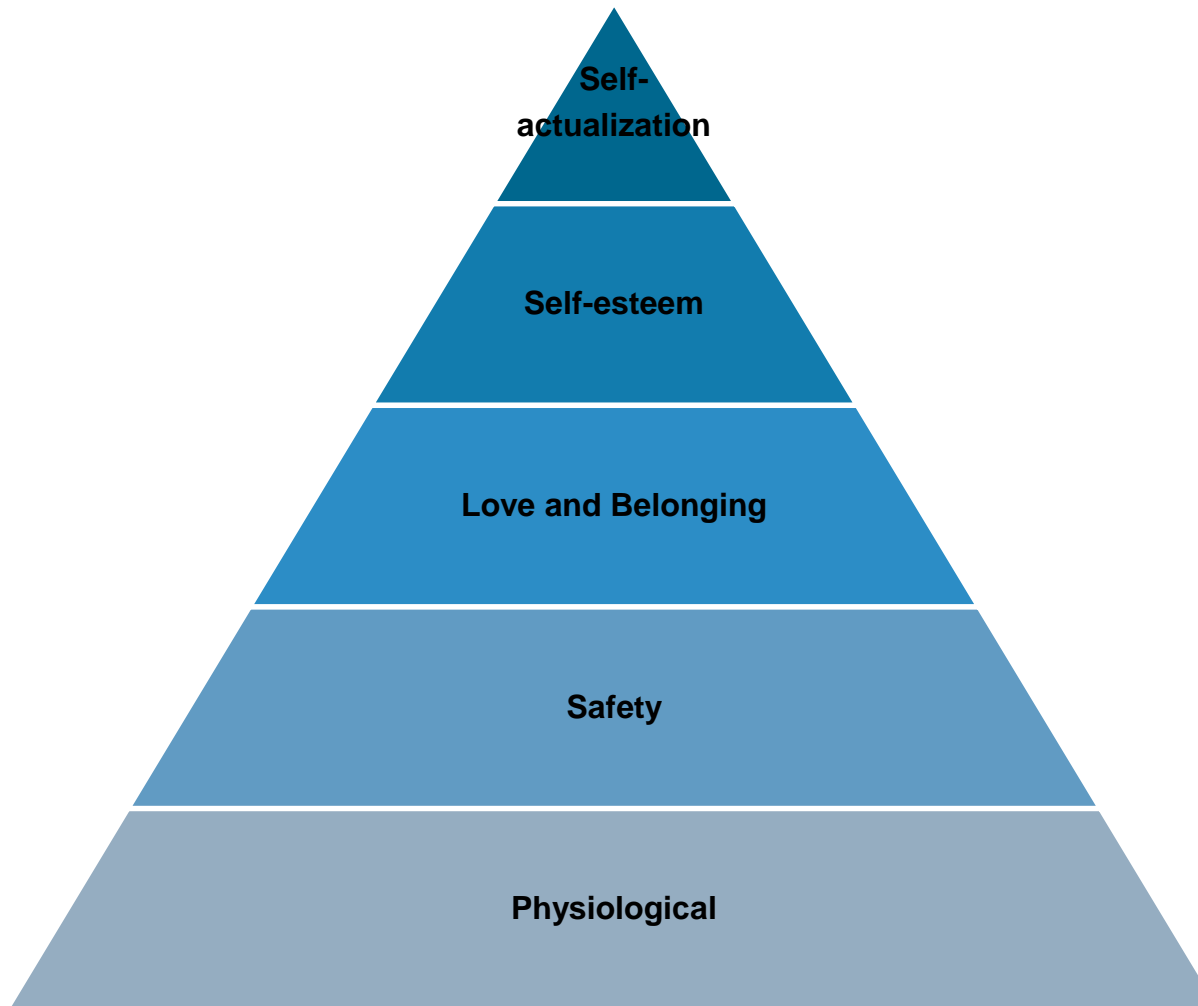 Self-
actualization
Self-esteem
Love and Belonging
Safety
Physiological